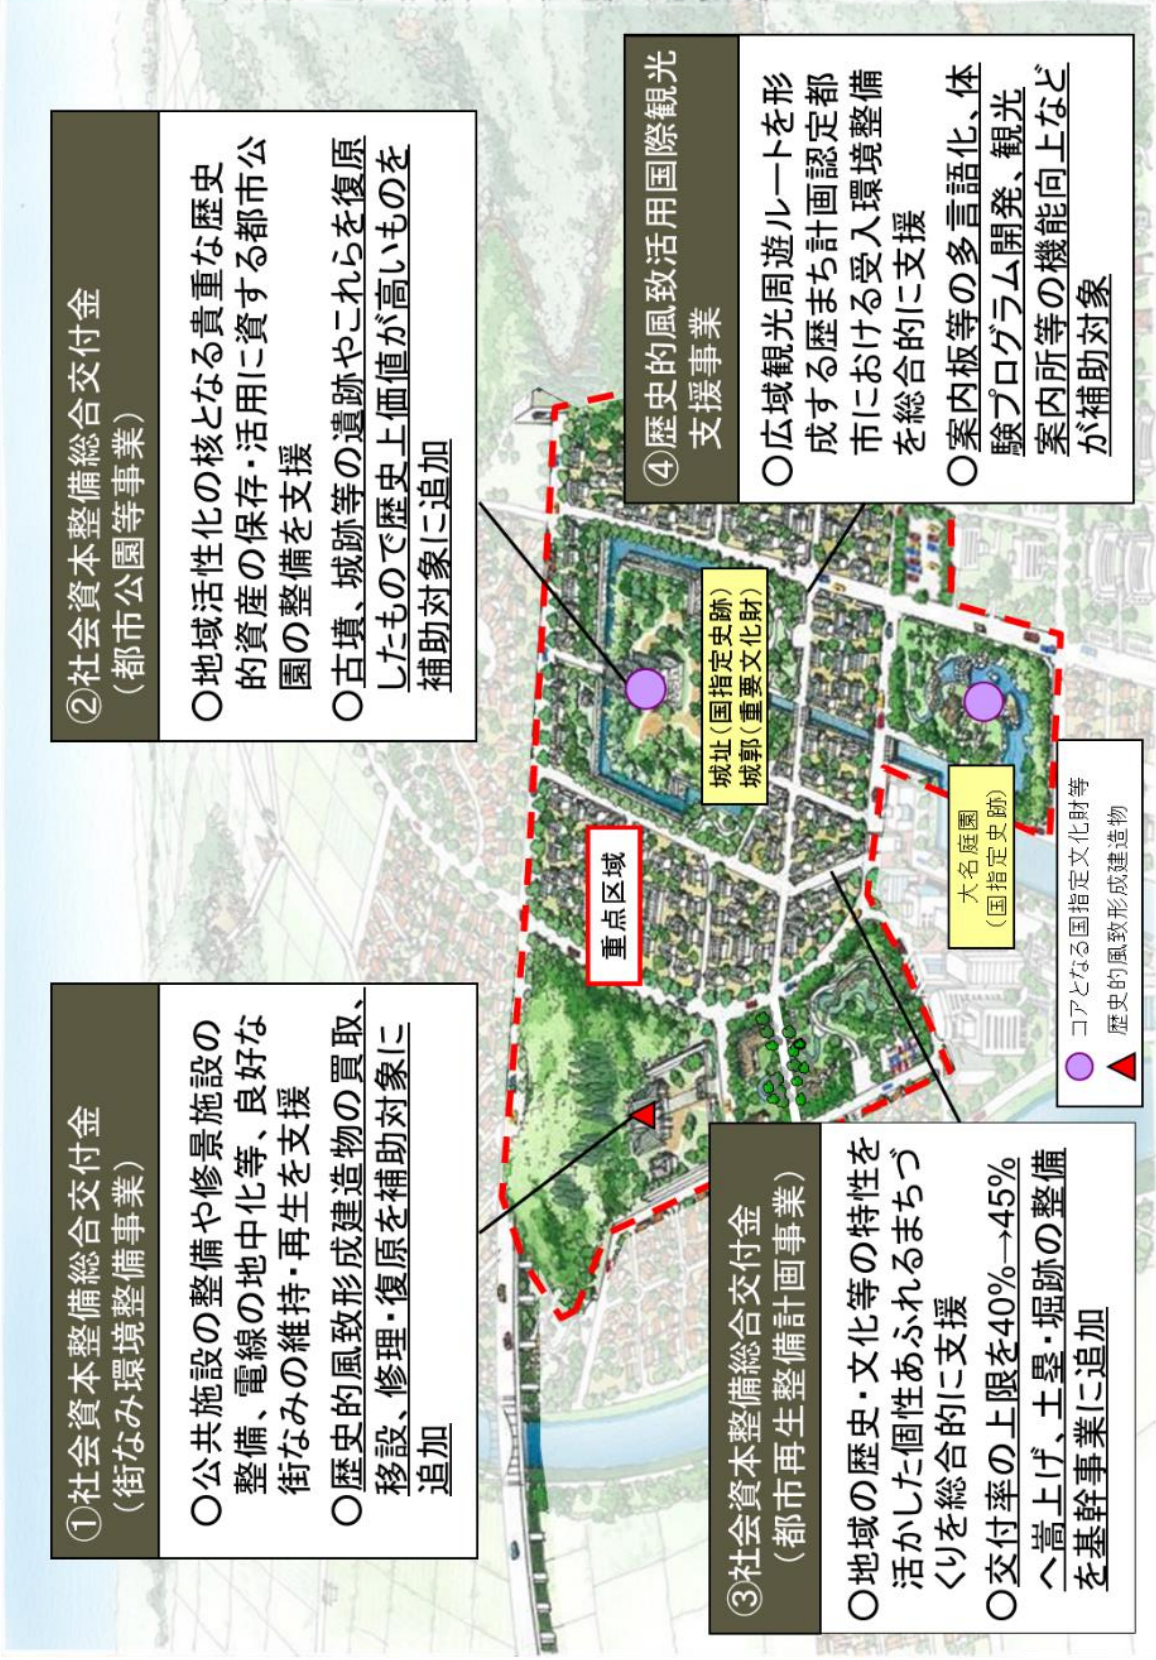 ①社会資本整備総合交付金
（街なみ環境整備事業）
〇公共施設の整備や修景施設の
整備、電線の地中化等、良好な
街なみの維持・再生を支援
〇歴史的風致形成建造物の買取、
移設、修理・復原を補助対象に
追加
②社会資本整備総合交付金
（都市公園等事業）
〇地域活性化の核となる貴重な歴史
的資産の保存・活用に資する都市公
園の整備を支援
〇古墳、城跡等の遺跡やこれらを復原
したもので歴史上価値が高いものを
補助対象に追加
重点区域
城址（国指定史跡）
城郭（重要文化財）
大名庭園
（国指定史跡）
③社会資本整備総合交付金
（都市再生整備計画事業）
〇地域の歴史・文化等の特性を
活かした個性あふれるまちづ
くりを総合的に支援
〇交付率の上限を40%→45%
へ嵩上げ、土塁・堀跡の整備
を基幹事業に追加
④歴史的風致活用国際観光
支援事業
〇広域観光周遊ルートを形
成する歴まち計画認定都
市における受入環境整備
を総合的に支援
〇案内板等の多言語化、体
験プログラム開発、観光
案内所等の機能向上など
が補助対象
コアとなる国指定文化財等
歴史的風致形成建造物